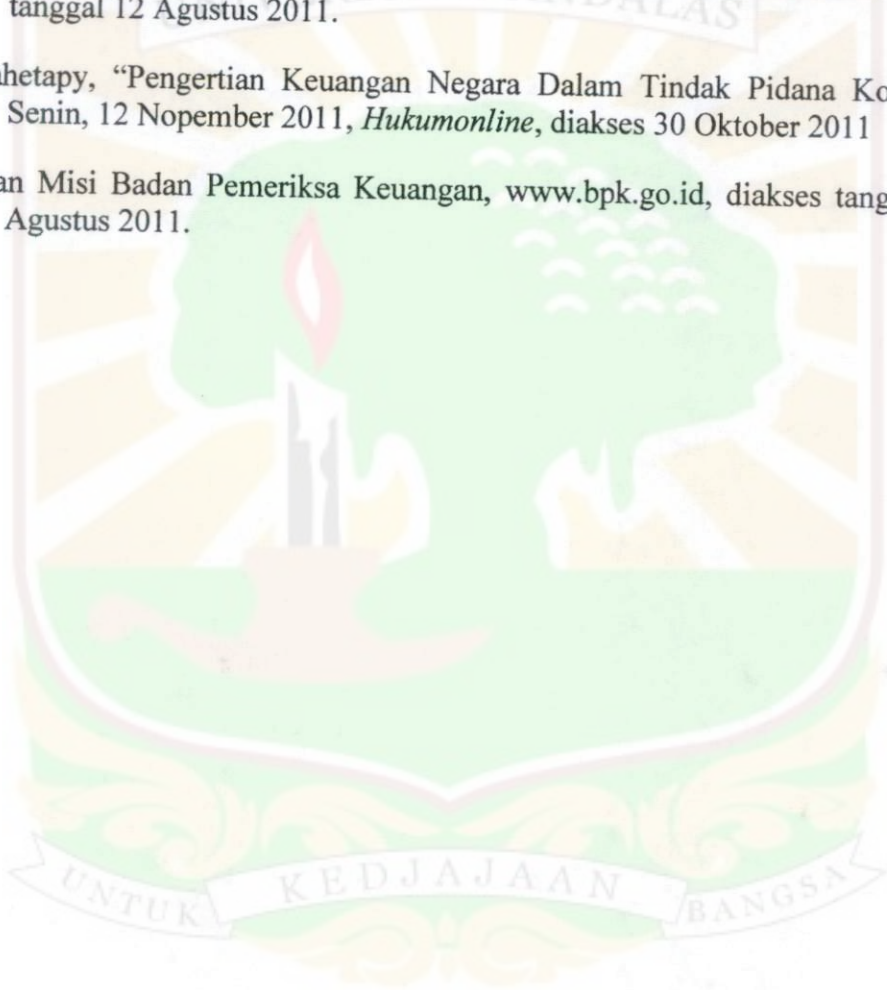 tanggal 12 Agustus 2011.
hetapy, “Pengertian Keuangan Negara Dalam Tindak Pidana Ko
Senin, 12 Nopember 2011, Hukumonline, diakses 30 Oktober 2011
an Misi Badan Pemeriksa Keuangan, www.bpk.go.id, diakses tang
Agustus 2011.
UNTUK KEDJAJAAN BANGSA